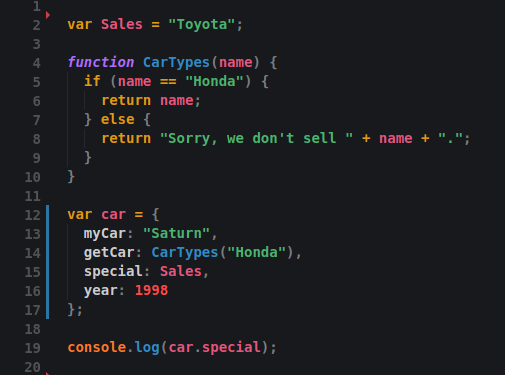 1
2 var Sales = "Toyota";
3
4 function CarTypes(name) {
5   if (name == "Honda") {
6     return name;
7   } else {
8     return "Sorry, we don't sell " + name + ".";
9   }
10 }
11
12 var car = {
13   myCar: "Saturn",
14   getCar: CarTypes("Honda"),
15   special: Sales,
16   year: 1998
17 };
18
19 console.log(car.special);
20